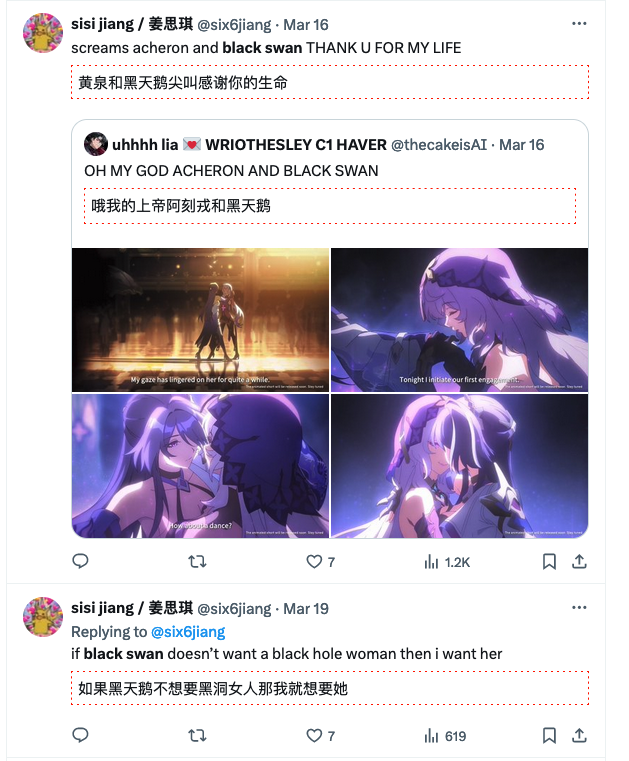 sisi jiang / 姜思琪 @six6jiang · Mar 16
screams acheron and black swan THANK U FOR MY LIFE
黄泉和黑天鹅尖叫感谢你的生命
uhhhh lia 💌 WRIOTHESLEY C1 HAVER @thecakeisAI · Mar 16
OH MY GOD ACHERON AND BLACK SWAN
哦我的上帝阿刻戎和黑天鹅
My gaze has lingered on her for quite a while.
Tonight I initiate our first engagement.
How about a dance?
7
1.2K
sisi jiang / 姜思琪 @six6jiang · Mar 19
Replying to @six6jiang
if black swan doesn't want a black hole woman then i want her
如果黑天鹅不想要黑洞女人那我就想要她
7
619